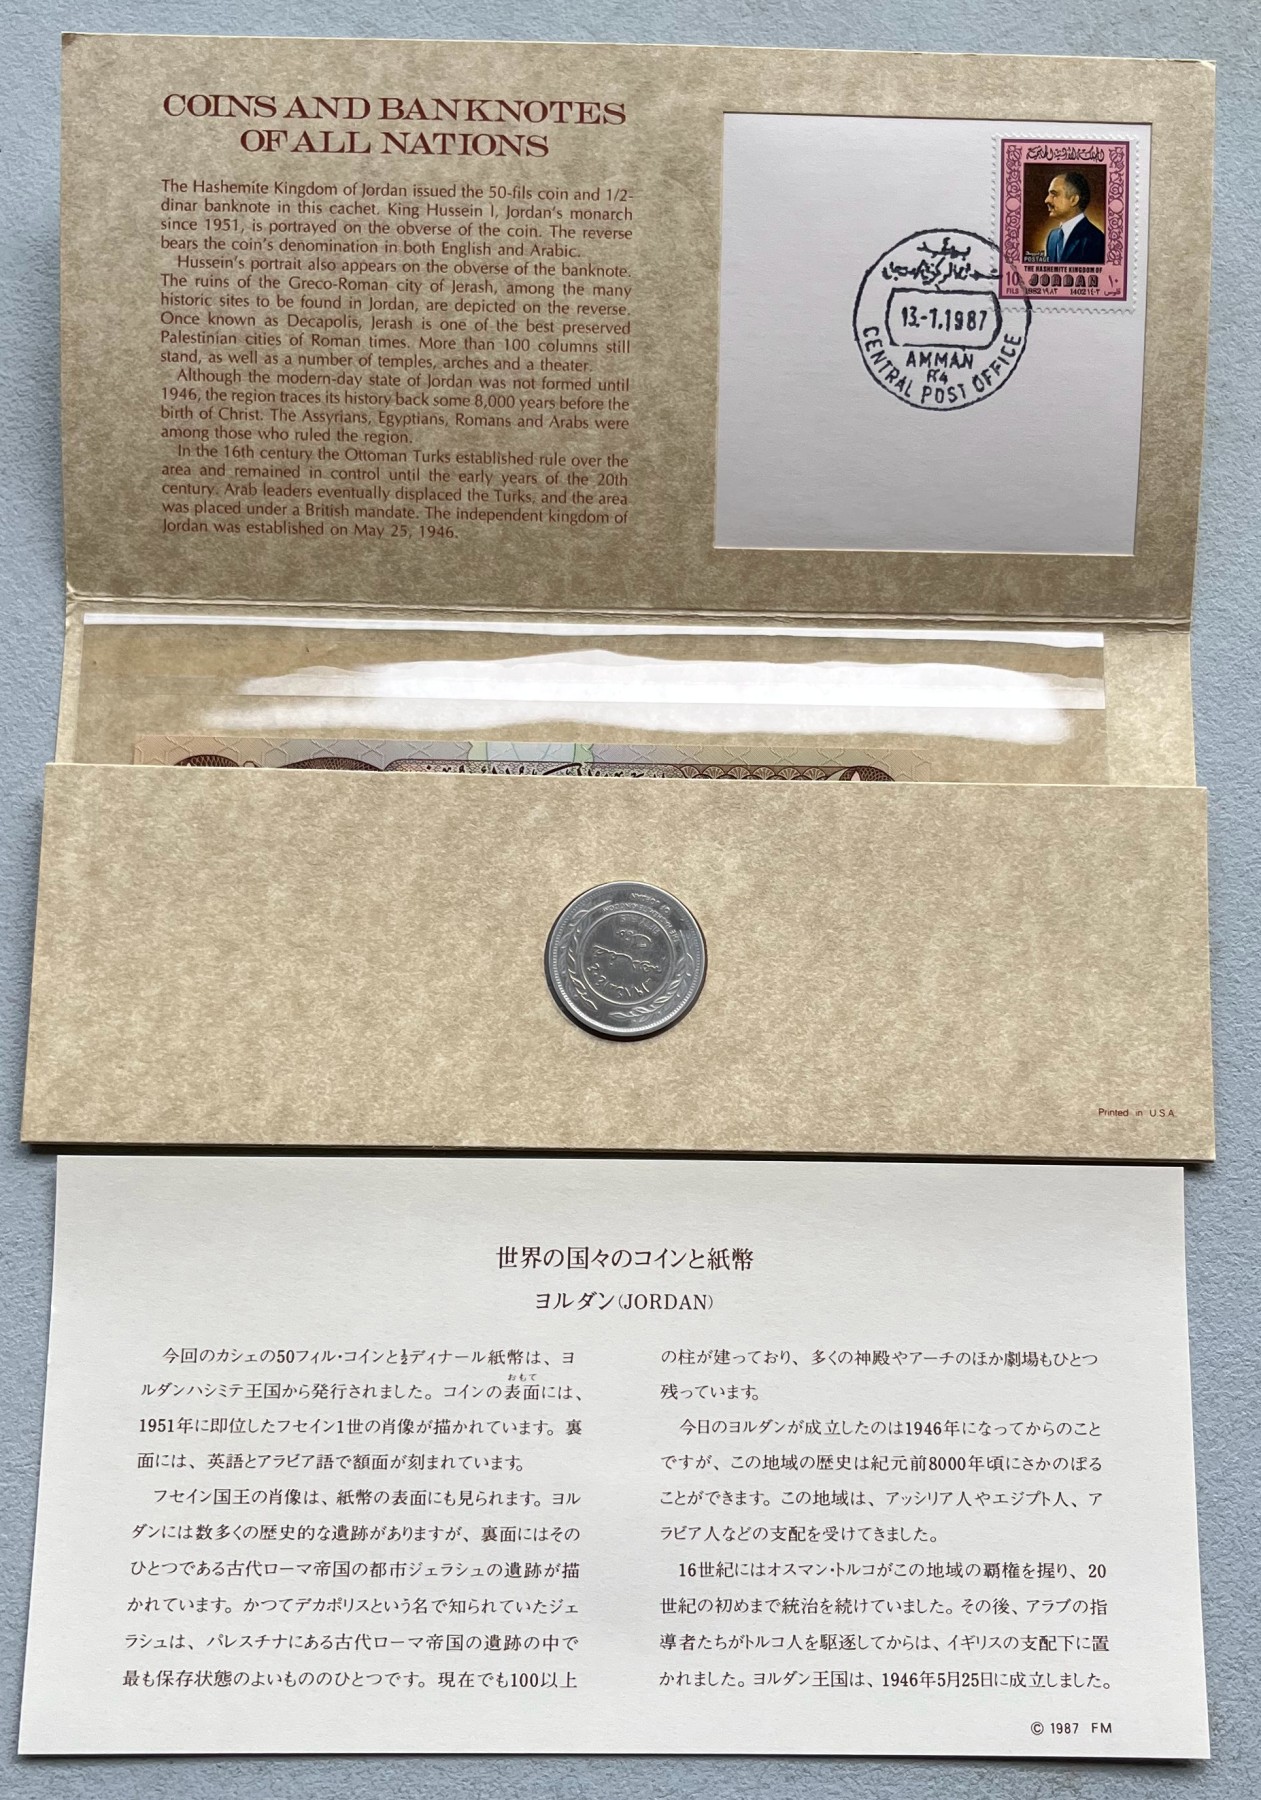 COINS AND BANKNOTES
OF ALL NATIONS
The Hashemite Kingdom of Jordan issued the 50-fils coin and 1/2-
dinar banknote in this cachet. King Hussein I, Jordan's monarch
since 1951, is portrayed on the obverse of the coin. The reverse
bears the coin's denomination in both English and Arabic.
Hussein's portrait also appears on the obverse of the banknote.
The ruins of the Greco-Roman city of Jerash, among the many
historic sites to be found in Jordan, are depicted on the reverse.
Once known as Decapolis, Jerash is one of the best preserved
Palestinian cities of Roman times. More than 100 columns still
stand, as well as a number of temples, arches and a theater.
Although the modern-day state of Jordan was not formed until
1946, the region traces its history back some 8,000 years before the
birth of Christ. The Assyrians, Egyptians, Romans and Arabs were
among those who ruled the region.
In the 16th century the Ottoman Turks established rule over the
area and remained in control until the early years of the 20th
century. Arab leaders eventually displaced the Turks, and the area
was placed under a British mandate. The independent kingdom of
Jordan was established on May 25, 1946.
المملكة الأردنية الهاشمية
POSTAGE
THE HASHEMITE KINGDOM OF
10 JORDAN ١٠
FILS 1982 ١٩٨٢ 1402 ١٤٠٢ فلس
13.-1.1987
AMMAN
R4
CENTRAL POST OFFICE
Printed in U.S.A.
世界の国々のコインと紙幣
ヨルダン(JORDAN)
今回のカシェの50フィル・コインと½ディナール紙幣は、ヨ
おもて
ルダンハシミテ王国から発行されました。コインの表面には、
1951年に即位したフセイン1世の肖像が描かれています。裏
面には、英語とアラビア語で額面が刻まれています。
フセイン国王の肖像は、紙幣の表面にも見られます。ヨル
ダンには数多くの歴史的な遺跡がありますが、裏面にはその
ひとつである古代ローマ帝国の都市ジェラシュの遺跡が描
かれています。かつてデカポリスという名で知られていたジェ
ラシュは、パレスチナにある古代ローマ帝国の遺跡の中で
最も保存状態のよいもののひとつです。現在でも100以上
の柱が建っており、多くの神殿やアーチのほか劇場もひとつ
残っています。
今日のヨルダンが成立したのは1946年になってからのこと
ですが、この地域の歴史は紀元前8000年頃にさかのぼる
ことができます。この地域は、アッシリア人やエジプト人、ア
ラビア人などの支配を受けてきました。
16世紀にはオスマン・トルコがこの地域の覇権を握り、20
世紀の初めまで統治を続けていました。その後、アラブの指
導者たちがトルコ人を駆逐してからは、イギリスの支配下に置
かれました。ヨルダン王国は、1946年5月25日に成立しました。
© 1987 FM